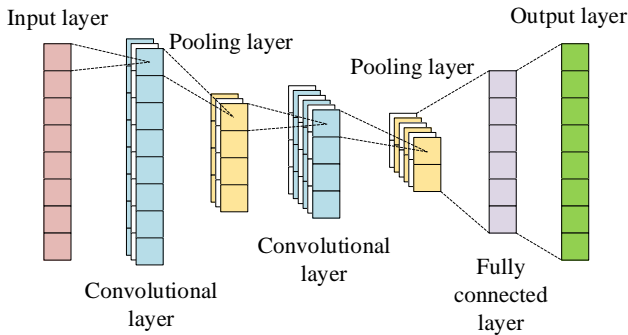 Input layer
Pooling layer
Pooling layer
Output layer
Convolutional
layer
Convolutional
layer
Fully
connected
layer